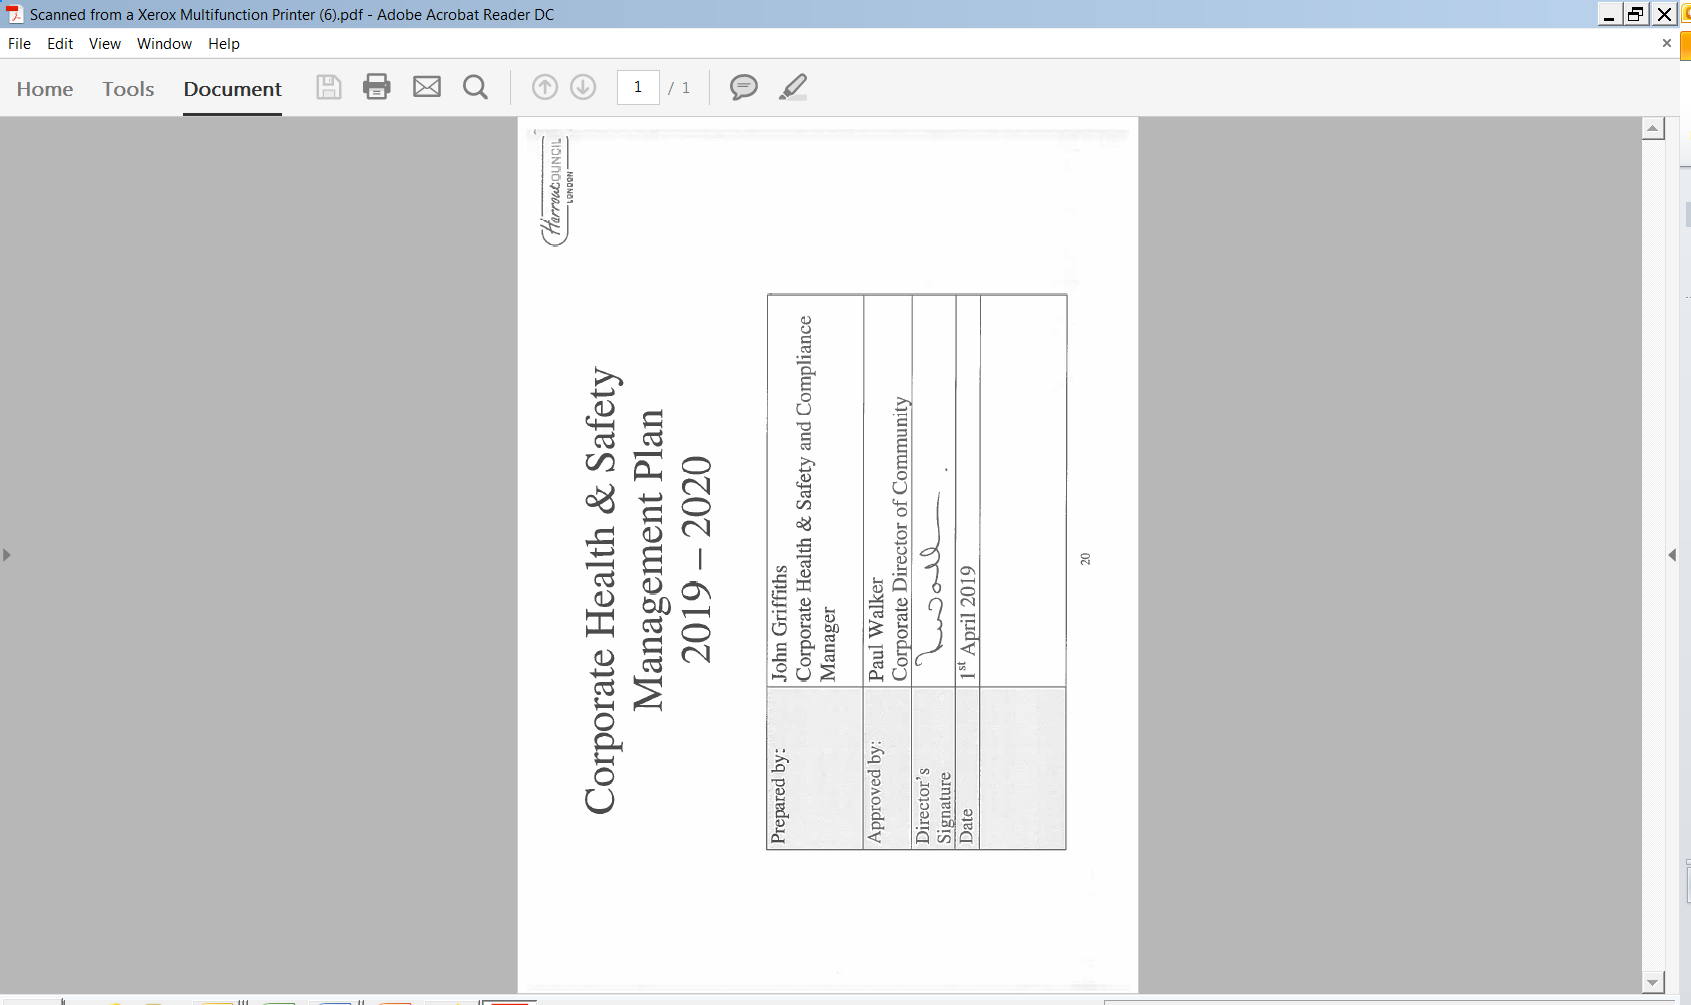 Scanned from a Xerox Multifunction Printer (6).pdf - Adobe Acrobat Reader DC
File Edit View Window Help
Home Tools Document 1 / 1
Harrow COUNCIL
LONDON
Corporate Health & Safety
Management Plan
2019 – 2020
Prepared by: John Griffiths
Corporate Health & Safety and Compliance
Manager
Approved by: Paul Walker
Corporate Director of Community
Director's
Signature
Date 1st April 2019
20